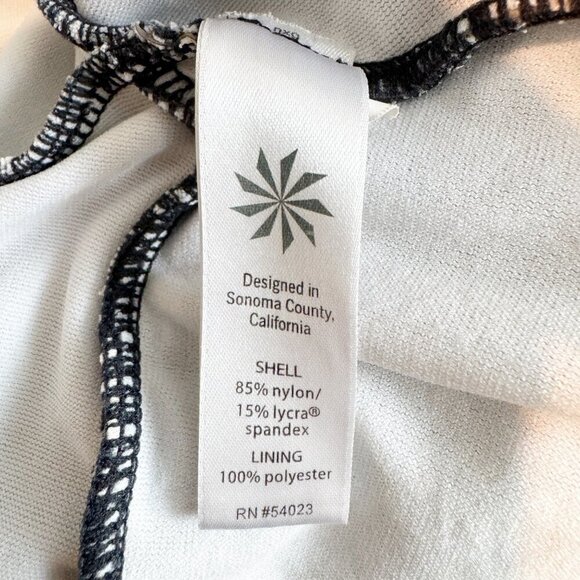 Designed in
Sonoma County,
California
SHELL
85% nylon/
15% lycra®
spandex
LINING
100% polyester
RN #54023